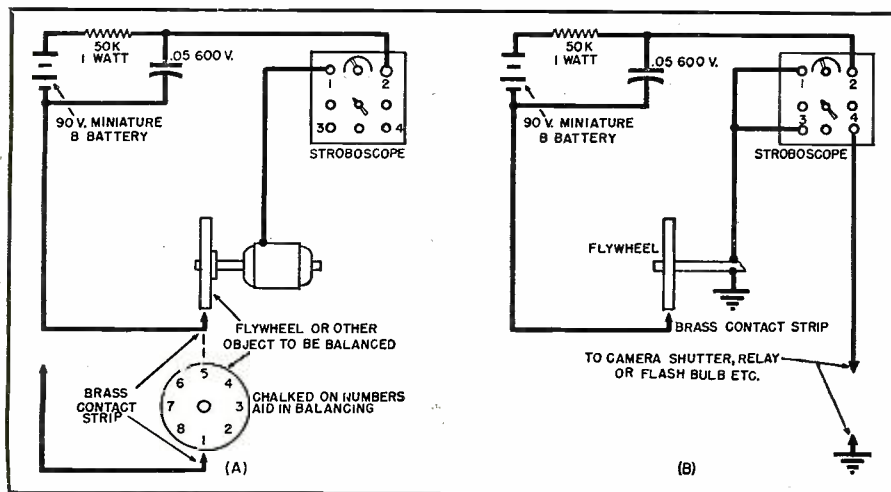 50K
1 WATT
.05 600 V.
90 V. MINIATURE
B BATTERY
1
2
3
4
STROBOSCOPE
FLYWHEEL OR OTHER
OBJECT TO BE BALANCED
BRASS
CONTACT
STRIP
5
6
4
7
3
8
2
1
CHALKED ON NUMBERS
AID IN BALANCING
(A)
50K
1 WATT
.05 600 V.
90 V. MINIATURE
B BATTERY
1
2
3
4
STROBOSCOPE
FLYWHEEL
BRASS CONTACT STRIP
TO CAMERA SHUTTER, RELAY
OR FLASH BULB ETC.
(B)